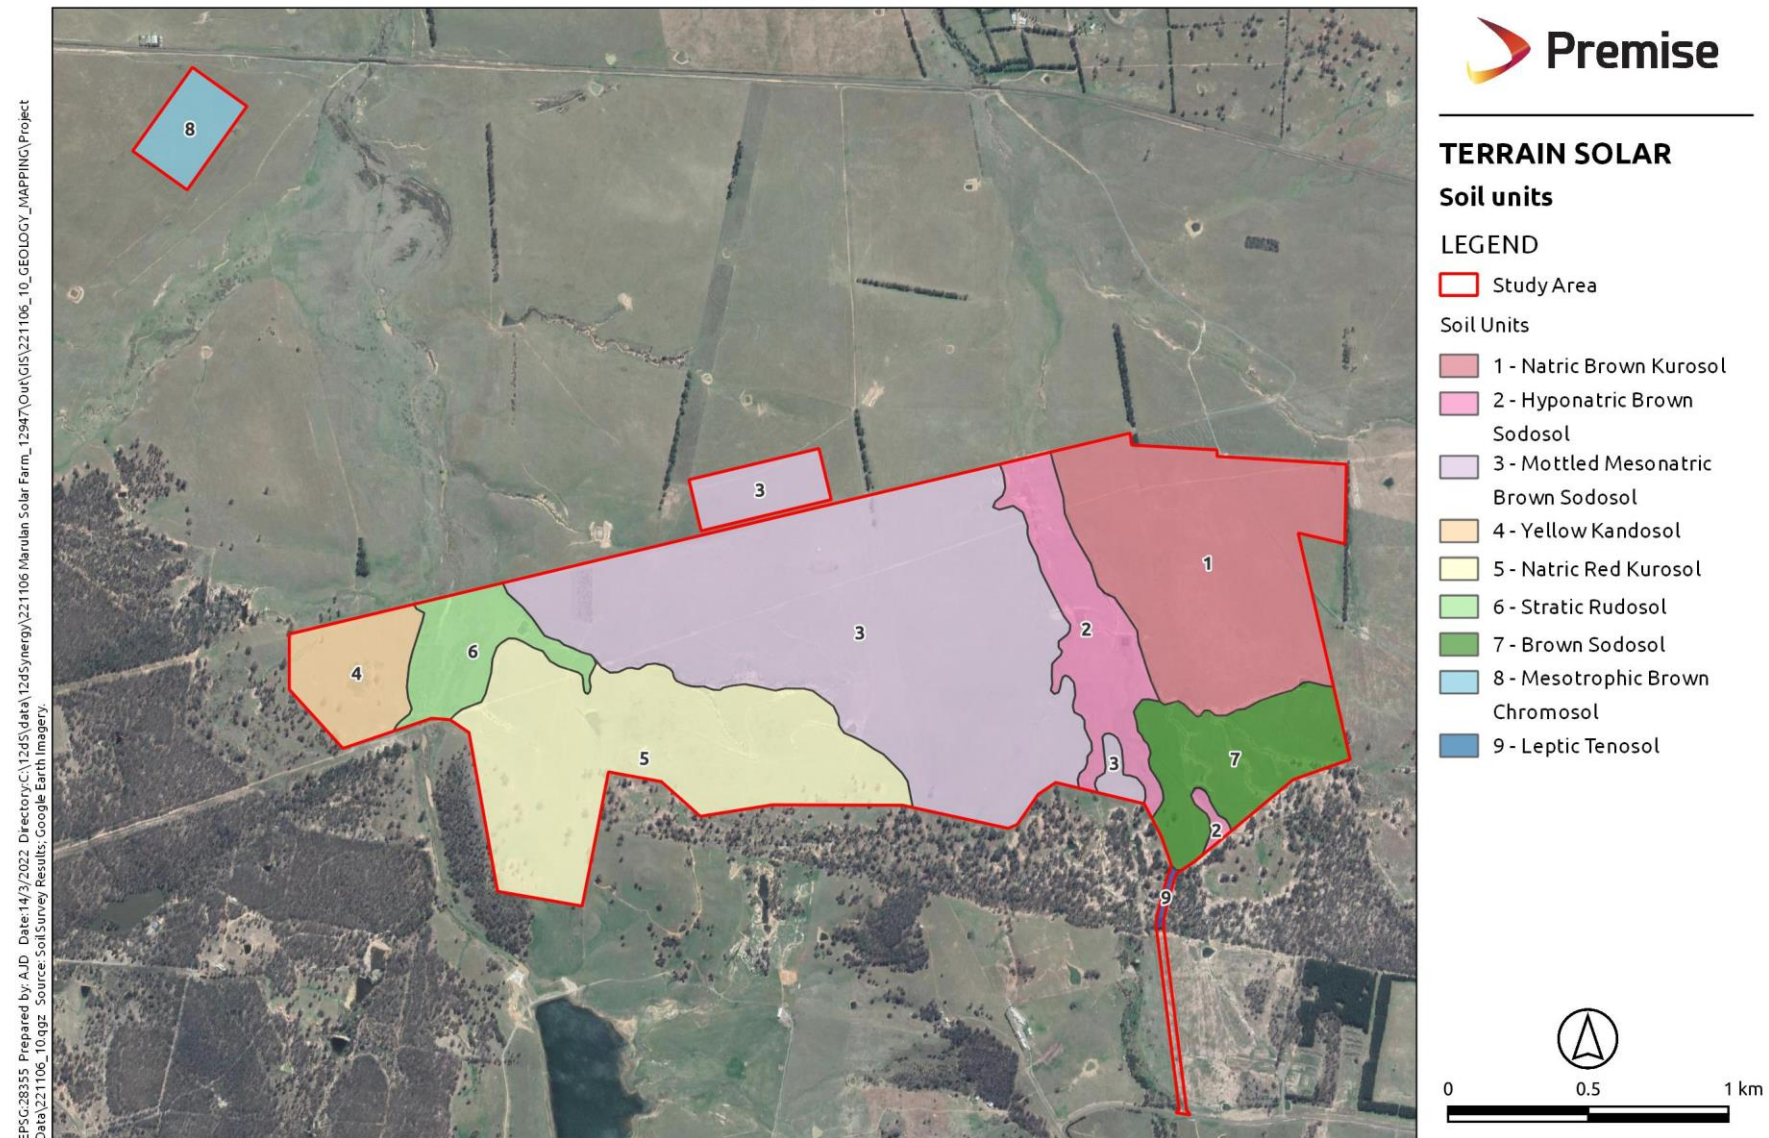 Premise
TERRAIN SOLAR
Soil units
LEGEND
Study Area
Soil Units
1 - Natric Brown Kurosol
2 - Hyponatric Brown
Sodosol
3 - Mottled Mesonatric
Brown Sodosol
4 - Yellow Kandosol
5 - Natric Red Kurosol
6 - Stratic Rudosol
7 - Brown Sodosol
8 - Mesotrophic Brown
Chromosol
9 - Leptic Tenosol
0 0.5 1 km
8
3
1
3
2
6
4
5
3
7
2
9
EPSG:28355 Prepared by: AJD Date:14/3/2022 Directory:C:\12dS\data\12dSynergy\221106 Marulan Solar Farm_12947\Out\GIS\221106_10_GEOLOGY_MAPPING\Project
Data\221106_10.qgz Source: Soil Survey Results; Google Earth Imagery.